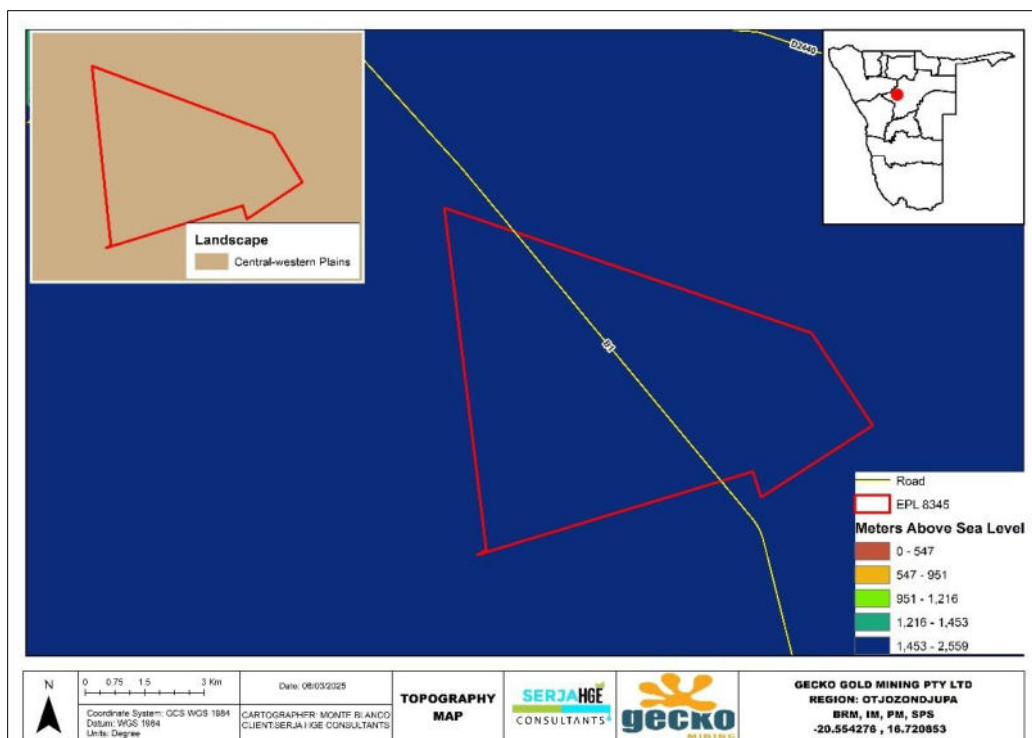 D2440
B1
Landscape
Central-western Plains
Road
EPL 8345
Meters Above Sea Level
0 - 547
547 - 951
951 - 1,216
1,216 - 1,453
1,453 - 2,559
N
0 0.75 1.5 3 Km
Coordinate System: GCS WGS 1984
Datum: WGS 1984
Units: Degree
Date: 08/03/2025
CARTOGRAPHER: MONTE BLANCO
CLIENT:SERJA HGE CONSULTANTS
TOPOGRAPHY
MAP
SERJAHGE
CONSULTANTS
gecko
MINING
GECKO GOLD MINING PTY LTD
REGION: OTJOZONDJUPA
BRM, IM, PM, SPS
-20.554276 , 16.720853